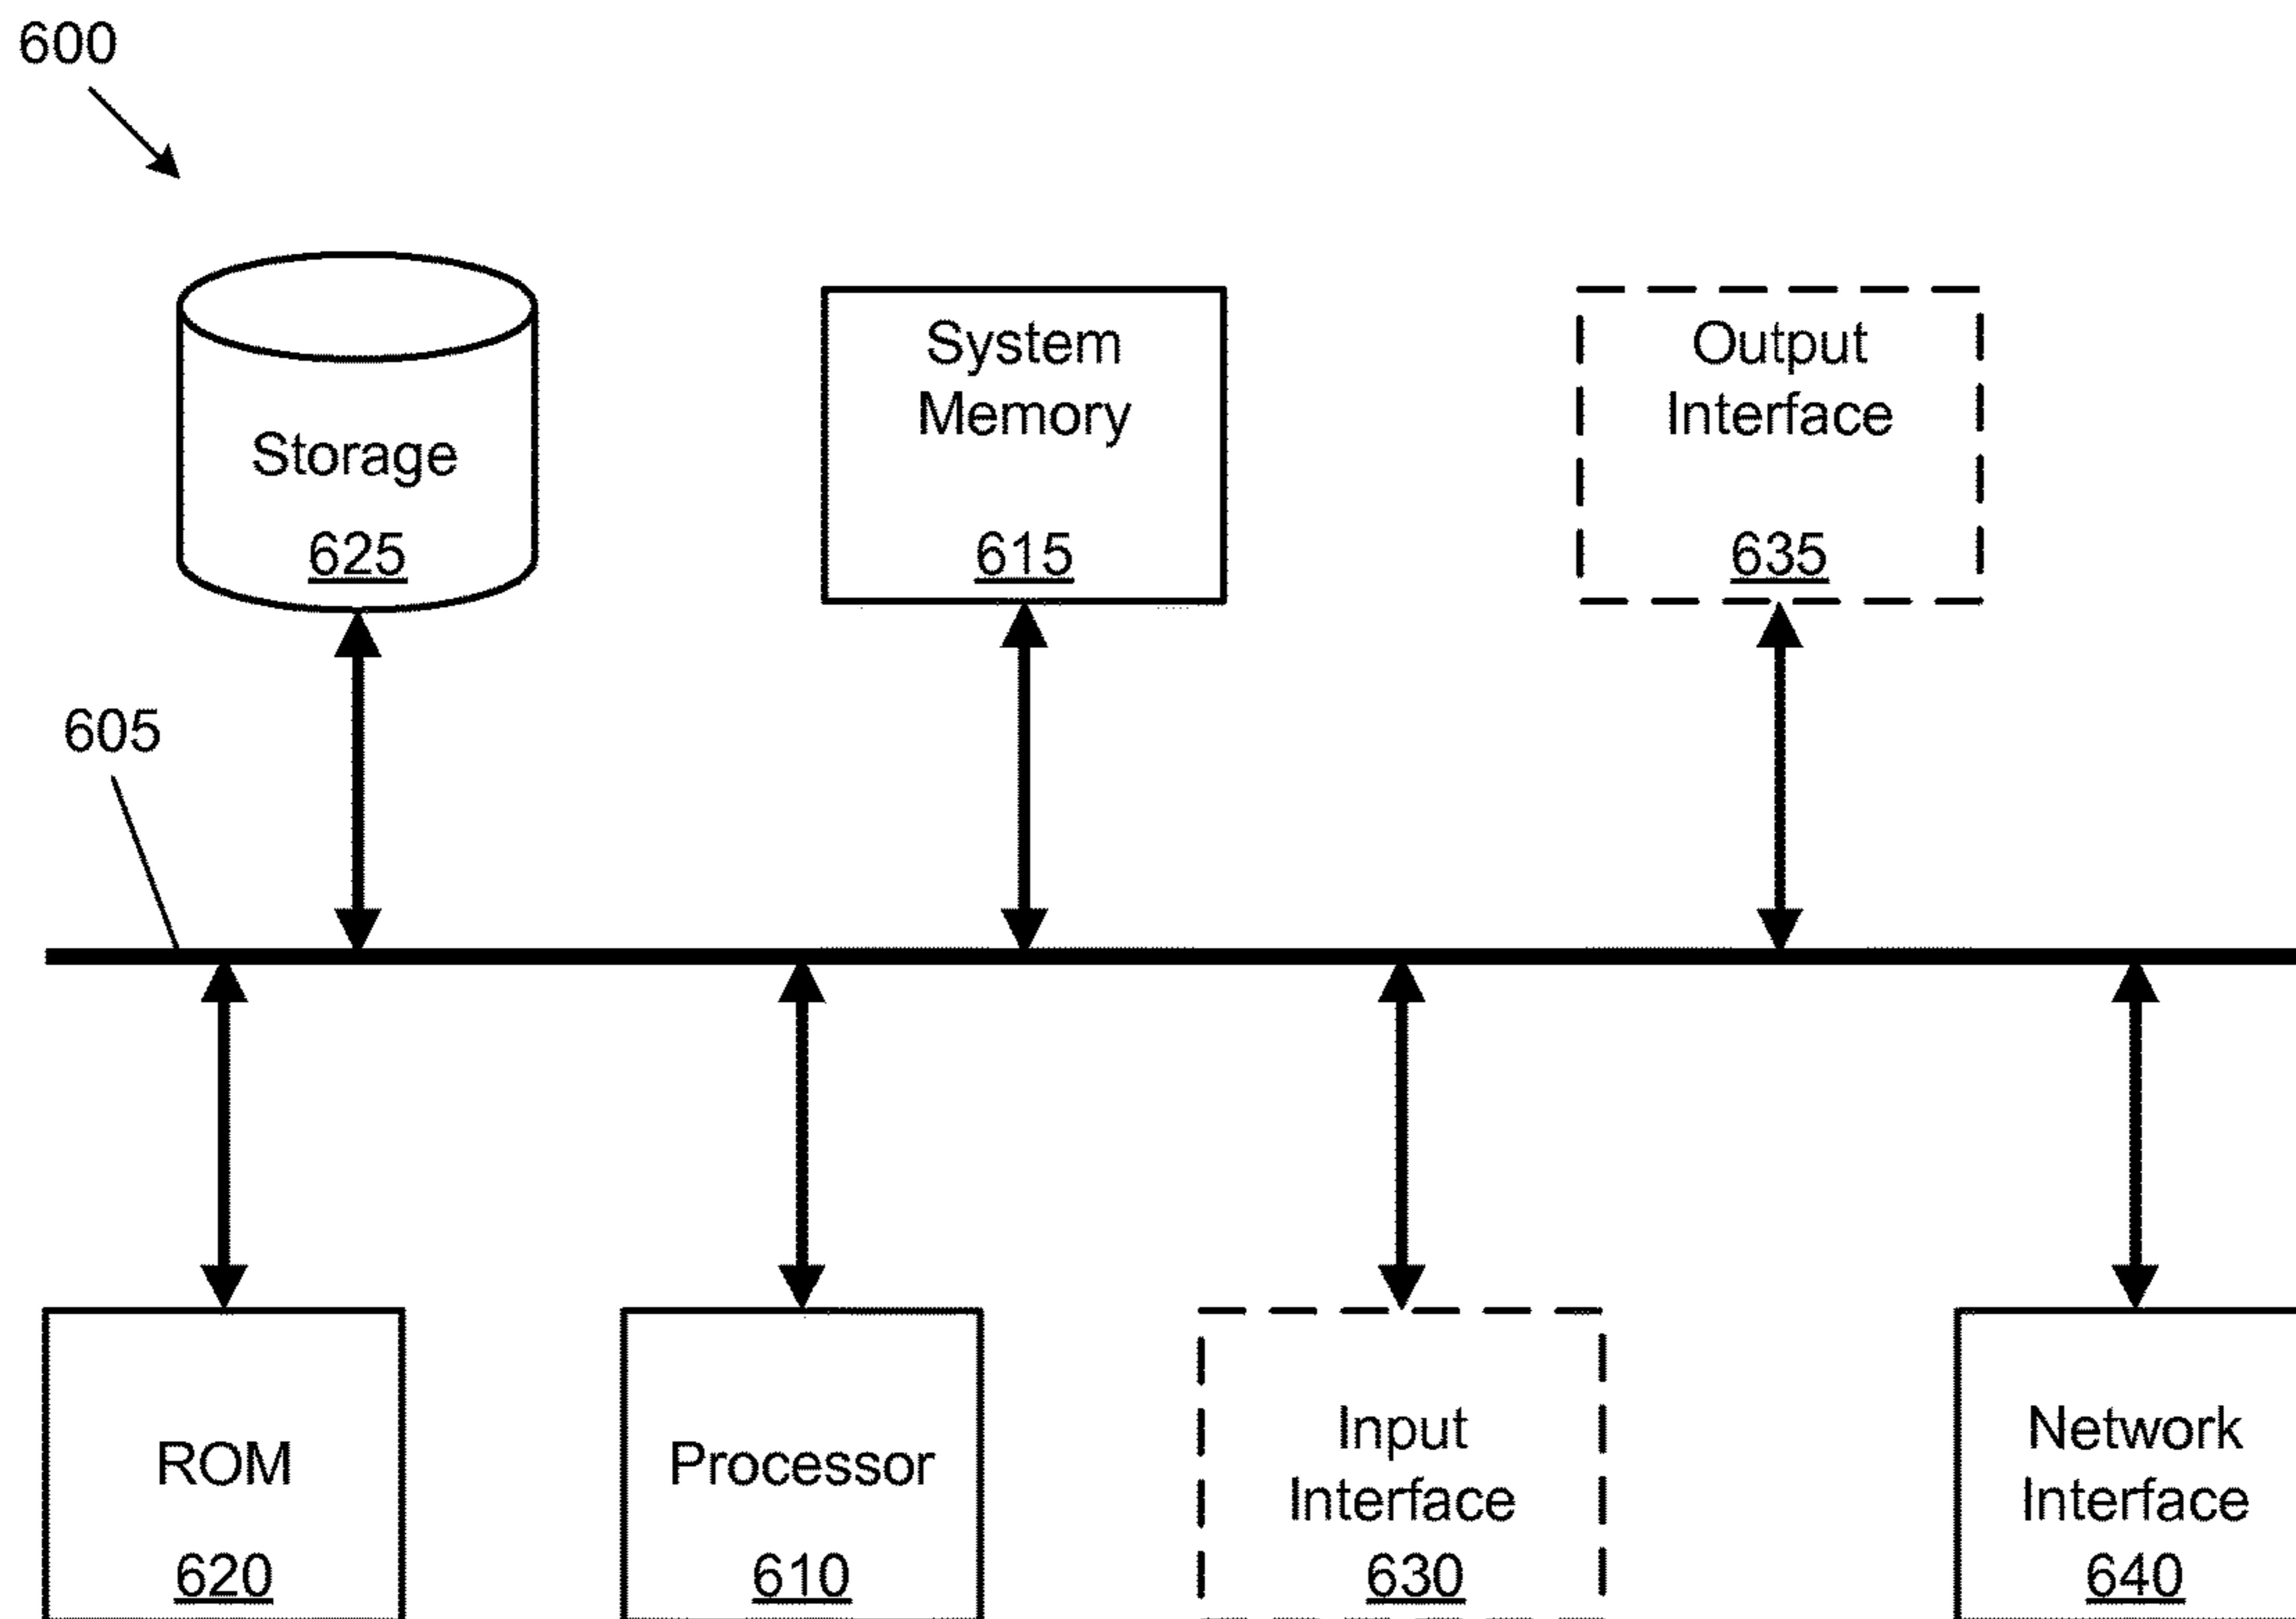 600
Storage
625
System
Memory
615
Output
Interface
635
605
ROM
620
Processor
610
Input
Interface
630
Network
Interface
640